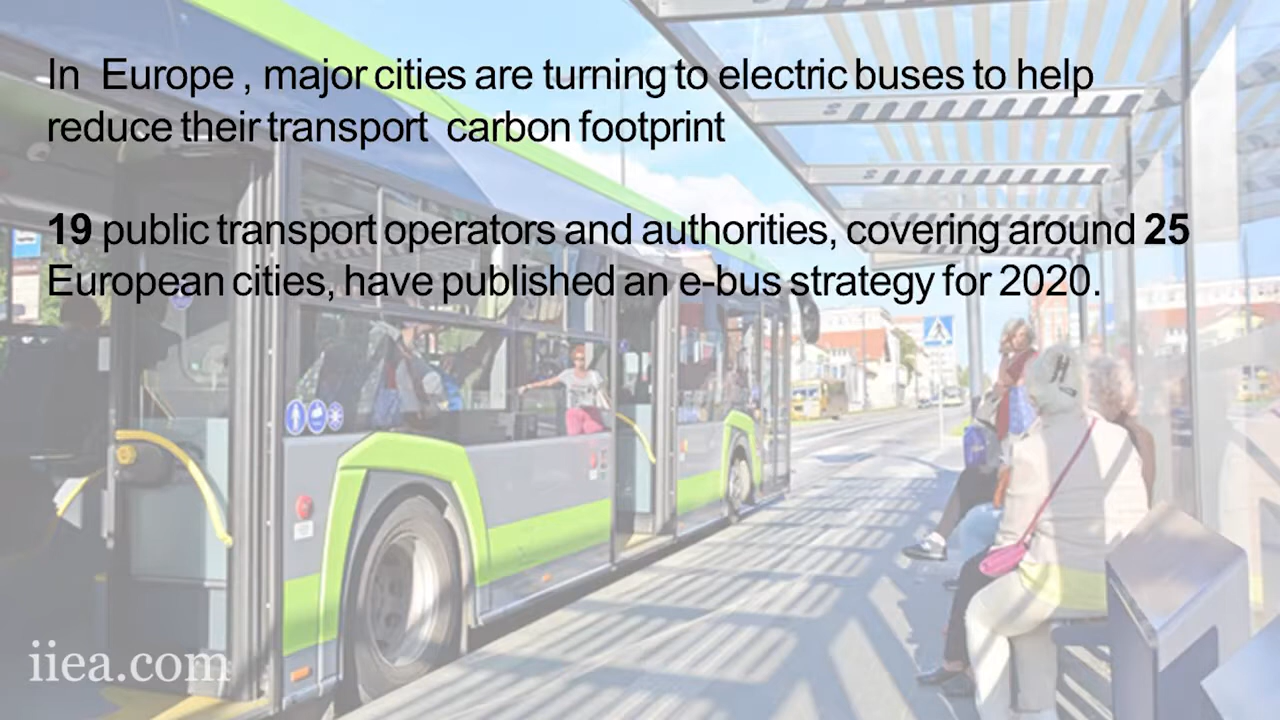 In Europe , major cities are turning to electric buses to help
reduce their transport carbon footprint
19 public transport operators and authorities, covering around 25
European cities, have published an e-bus strategy for 2020.
iiea.com